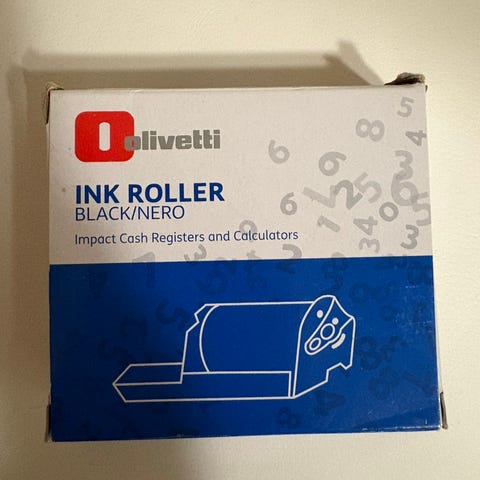 olivetti
INK ROLLER
BLACK/NERO
Impact Cash Registers and Calculators